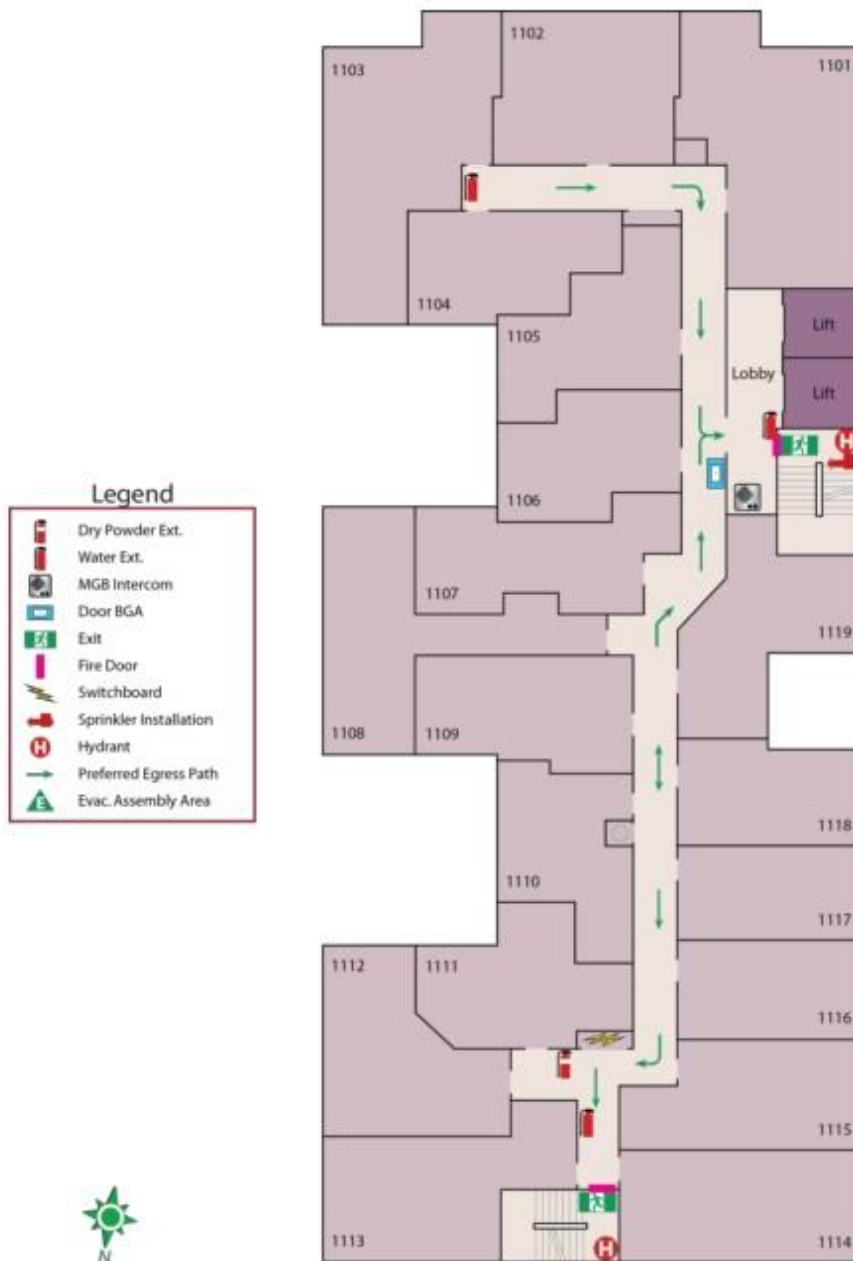 1102
1103
1101
1104
1105
Lift
Lobby
Lift
H
1106
1107
1119
1108
1109
1118
1110
1117
1112
1111
1116
1115
1113
1114
H
Legend
Dry Powder Ext.
Water Ext.
MGB Intercom
Door BGA
Exit
Fire Door
Switchboard
Sprinkler Installation
H
Hydrant
Preferred Egress Path
E
Evac. Assembly Area
N